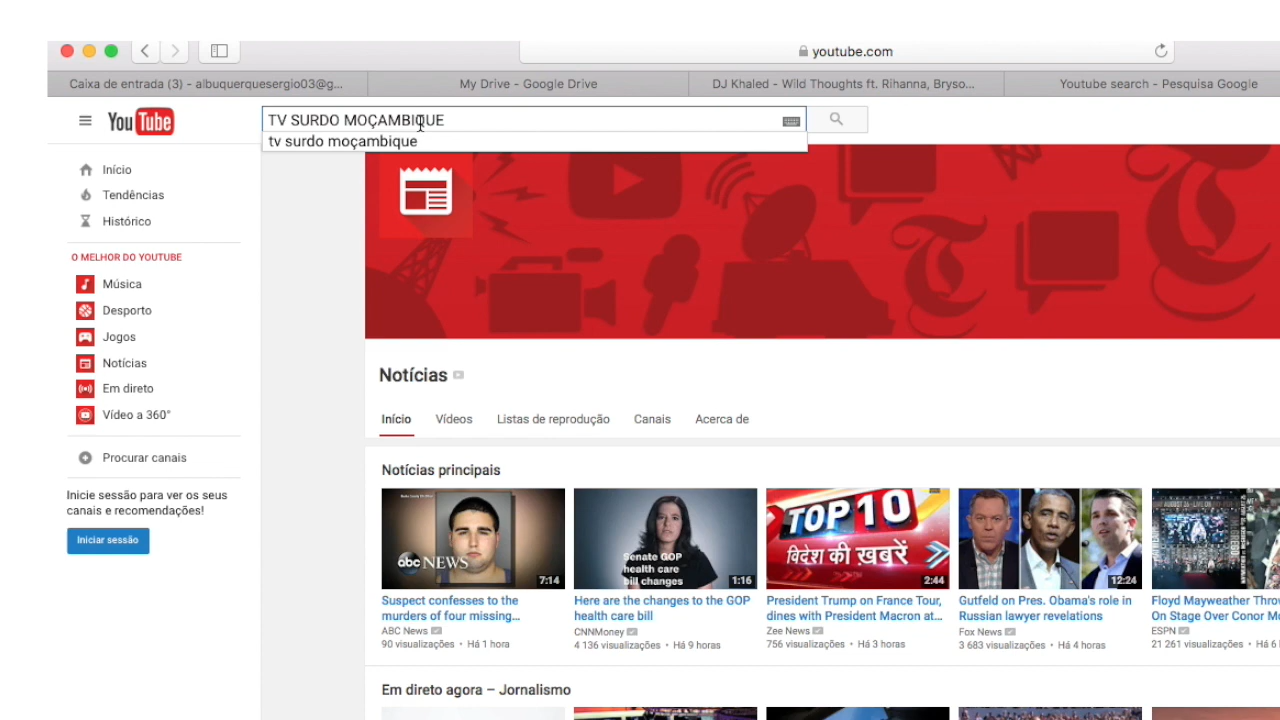 youtube.com
Caixa de entrada (3) - albuquerquesergio03@g...
My Drive - Google Drive
DJ Khaled - Wild Thoughts ft. Rihanna, Bryso...
Youtube search - Pesquisa Google
YouTube
TV SURDO MOÇAMBIQUE
tv surdo moçambique
Início
Tendências
Histórico
O MELHOR DO YOUTUBE
Música
Desporto
Jogos
Notícias
Em direto
Vídeo a 360°
Procurar canais
Inicie sessão para ver os seus
canais e recomendações!
Iniciar sessão
Notícias
Início
Vídeos
Listas de reprodução
Canais
Acerca de
Notícias principais
abc NEWS
7:14
Senate GOP
health care
bill changes
1:16
TOP 10
विदेश की ख़बरें
2:44
12:24
Suspect confesses to the
murders of four missing...
ABC News
90 visualizações • Há 1 hora
Here are the changes to the GOP
health care bill
CNNMoney
4 136 visualizações • Há 9 horas
President Trump on France Tour,
dines with President Macron at...
Zee News
756 visualizações • Há 3 horas
Gutfeld on Pres. Obama's role in
Russian lawyer revelations
Fox News
3 683 visualizações • Há 4 horas
Floyd Mayweather Throw
On Stage Over Conor Mc
ESPN
21 261 visualizações • Há 6
Em direto agora – Jornalismo